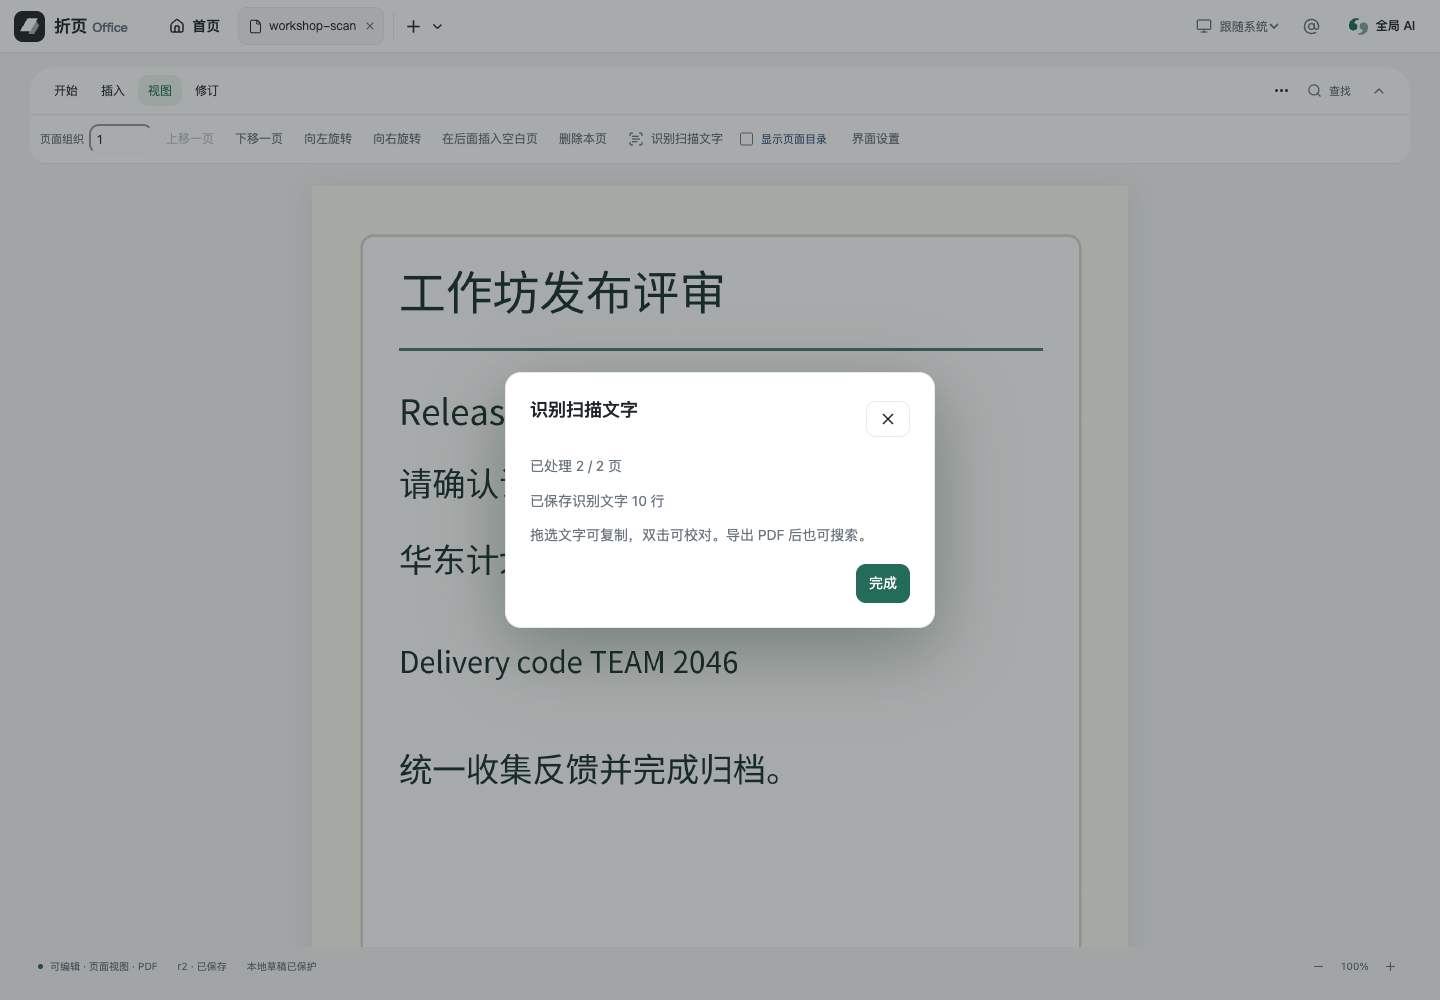 折页 Office
首页
workshop-scan
跟随系统
全局 AI
开始 插入 视图 修订
查找
页面组织 1 上移一页 下移一页 向左旋转 向右旋转 在后面插入空白页 删除本页 识别扫描文字 显示页面目录 界面设置
工作坊发布评审
Releas
请确认
华东计
识别扫描文字
已处理 2 / 2 页
已保存识别文字 10 行
拖选文字可复制，双击可校对。导出 PDF 后也可搜索。
完成
Delivery code TEAM 2046
统一收集反馈并完成归档。
可编辑 · 页面视图 · PDF r2 · 已保存 本地草稿已保护
100%